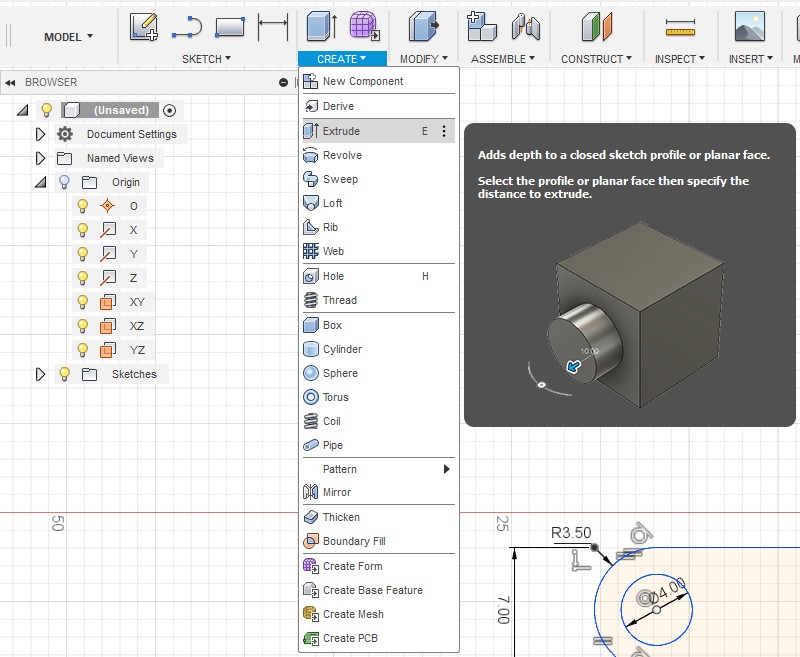 MODEL
SKETCH
CREATE
MODIFY
ASSEMBLE
CONSTRUCT
INSPECT
INSERT
BROWSER
(Unsaved)
Document Settings
Named Views
Origin
O
X
Y
Z
XY
XZ
YZ
Sketches
New Component
Derive
Extrude E
Revolve
Sweep
Loft
Rib
Web
Hole H
Thread
Box
Cylinder
Sphere
Torus
Coil
Pipe
Pattern
Mirror
Thicken
Boundary Fill
Create Form
Create Base Feature
Create Mesh
Create PCB
Adds depth to a closed sketch profile or planar face.
Select the profile or planar face then specify the
distance to extrude.
10.00
50
25
R3.50
Ø4.00
7.00